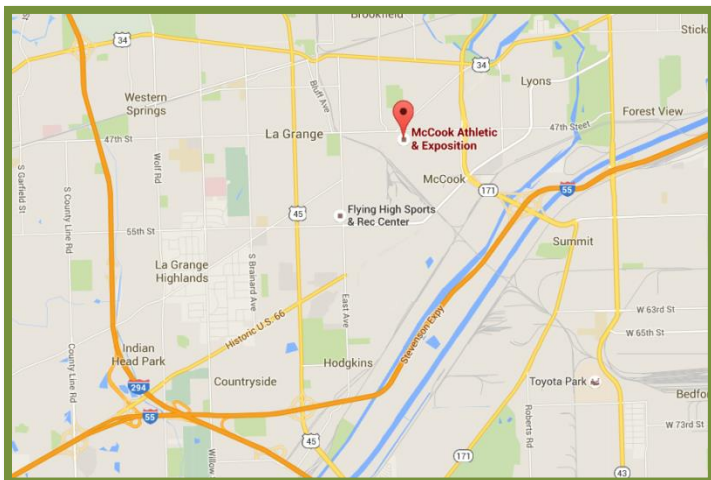 Brookfield
Stick
34
34
Western
Springs
Bluff Ave
Lyons
Forest View
La Grange
McCook Athletic
& Exposition
47th Street
47th St
S Garfield St
S County Line Rd
Wolf Rd
McCook
171
55
45
Flying High Sports
& Rec Center
55th St
Summit
La Grange
Highlands
S Brainard Ave
East Ave
Historic U.S. 66
Stevenson Expy
W 63rd St
W 65th St
Indian
Head Park
County Line Rd
Hodgkins
294
Countryside
Toyota Park
Bedfo
55
Willow
45
171
Roberts Rd
W 73rd St
43